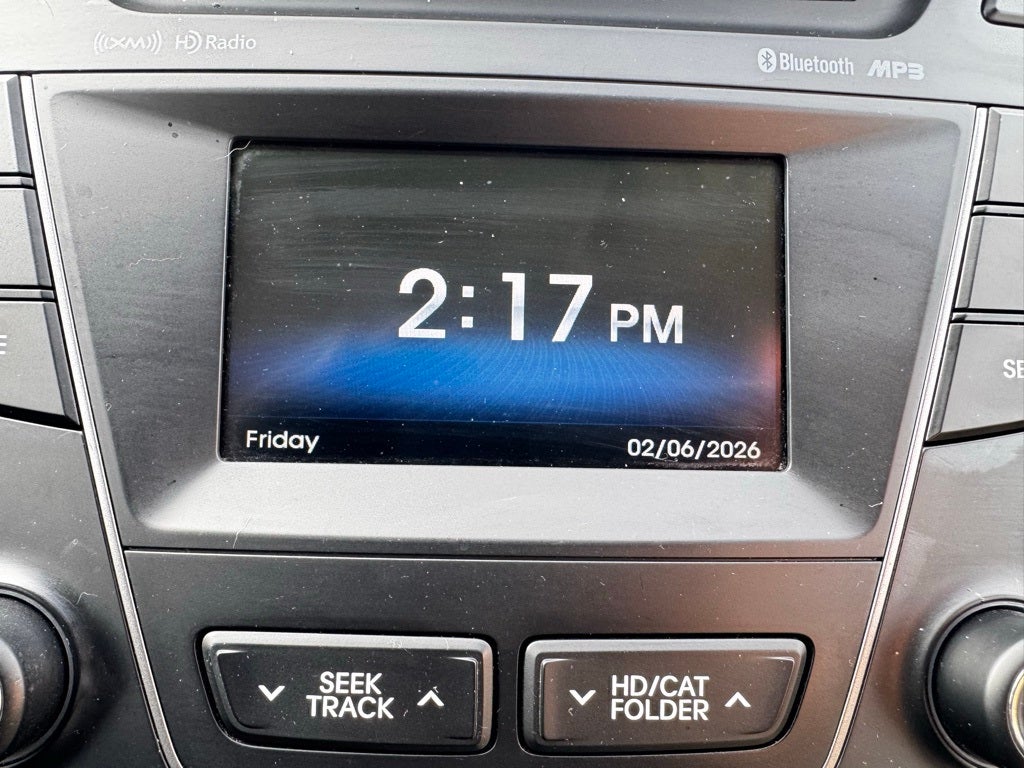 ((XM)) HD Radio
Bluetooth MP3
2:17 PM
Friday 02/06/2026
SEEK
TRACK
HD/CAT
FOLDER